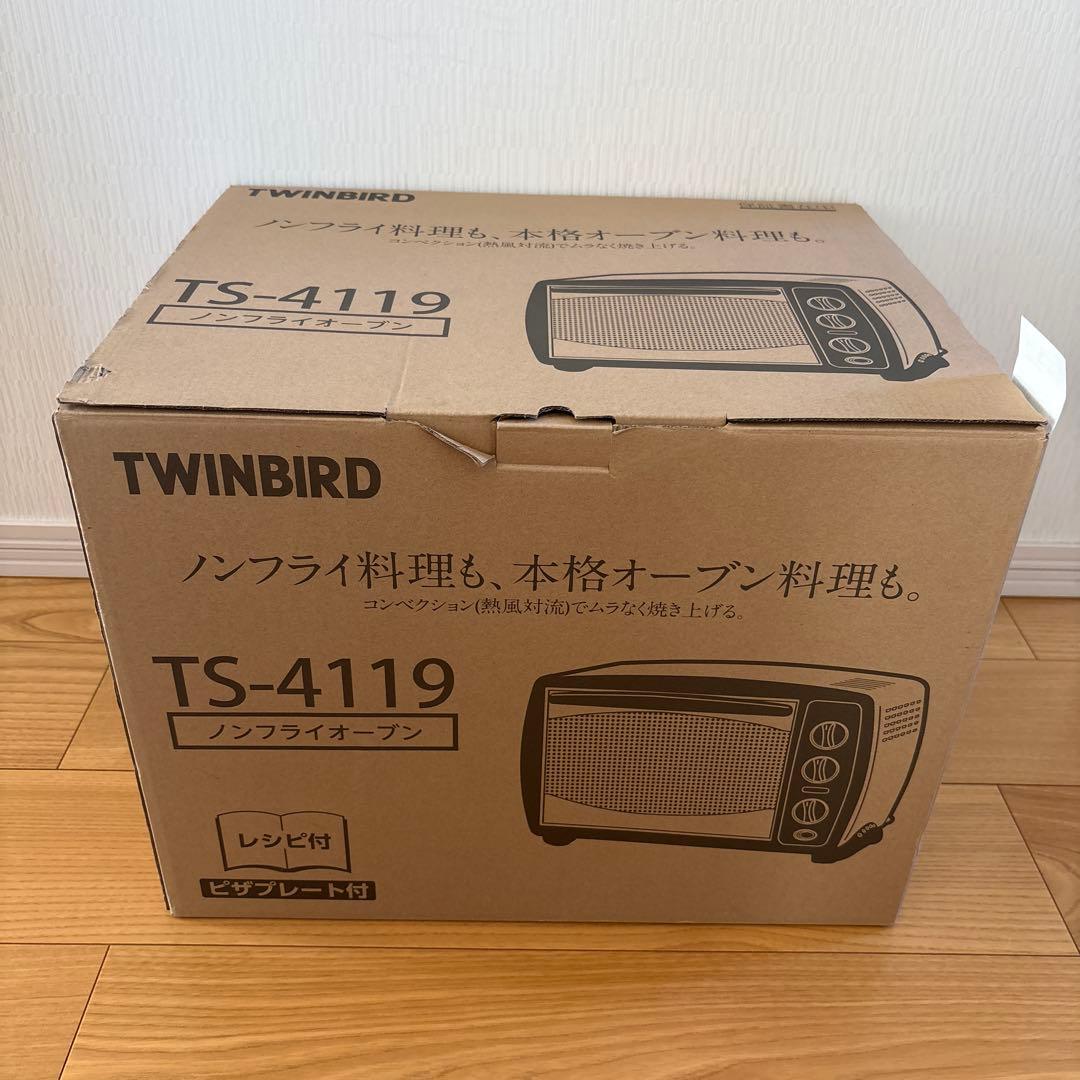 TWINBIRD
保証書在中
ノンフライ料理も、本格オーブン料理も。
コンベクション(熱風対流)でムラなく焼き上げる。
TS-4119
ノンフライオーブン
TWINBIRD
ノンフライ料理も、本格オーブン料理も。
コンベクション(熱風対流)でムラなく焼き上げる。
TS-4119
ノンフライオーブン
レシピ付
ピザプレート付